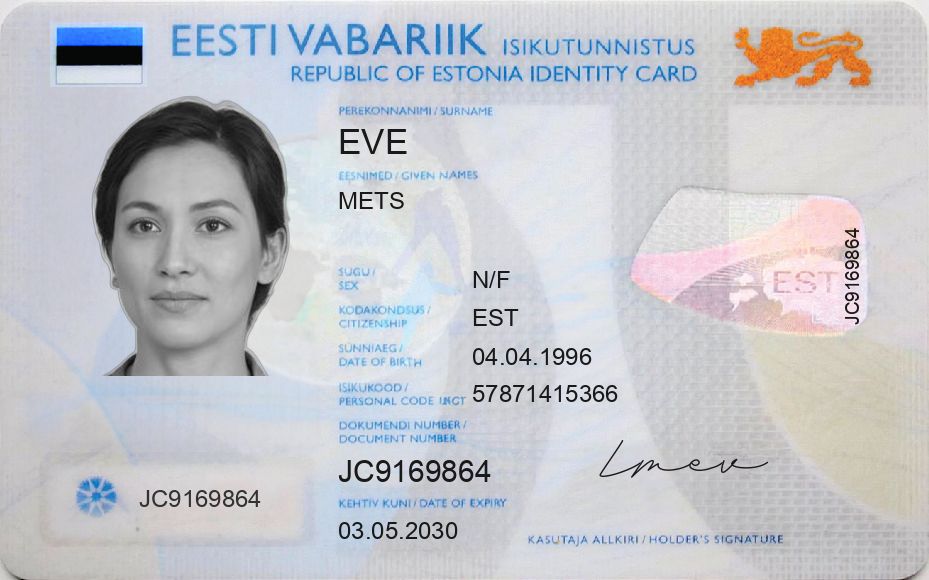 EESTI VABARIIK ISIKUTUNNISTUS
REPUBLIC OF ESTONIA IDENTITY CARD
PEREKONNANIMI / SURNAME
EVE
EESNIMED / GIVEN NAMES
METS
SUGU /
SEX
N/F
KODAKONDSUS /
CITIZENSHIP
EST
SÜNNIAEG /
DATE OF BIRTH
04.04.1996
ISIKUKOOD /
PERSONAL CODE
57871415366
DOKUMENDI NUMBER /
DOCUMENT NUMBER
JC9169864
KEHTIV KUNI / DATE OF EXPIRY
03.05.2030
JC9169864
EST
JC9169864
KASUTAJA ALLKIRI / HOLDER'S SIGNATURE